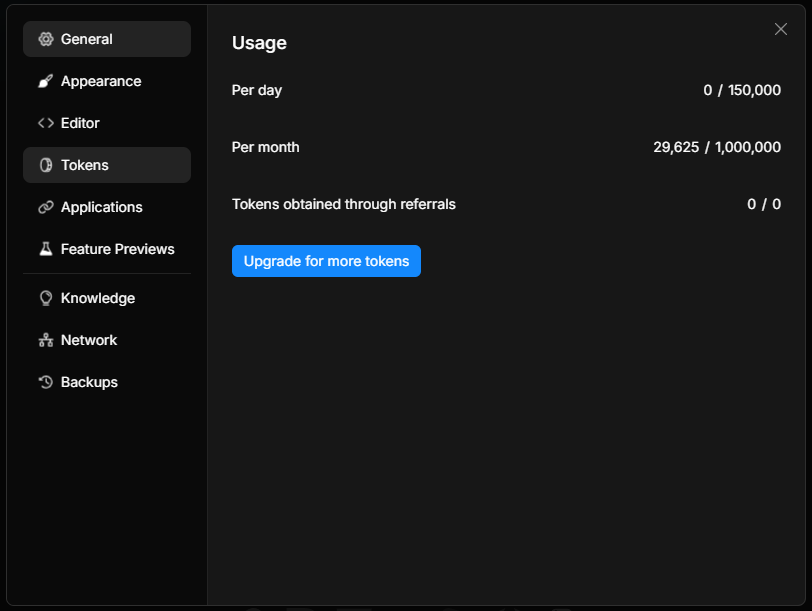 General
Appearance
Editor
Tokens
Applications
Feature Previews
Knowledge
Network
Backups
Usage
Per day 0 / 150,000
Per month 29,625 / 1,000,000
Tokens obtained through referrals 0 / 0
Upgrade for more tokens